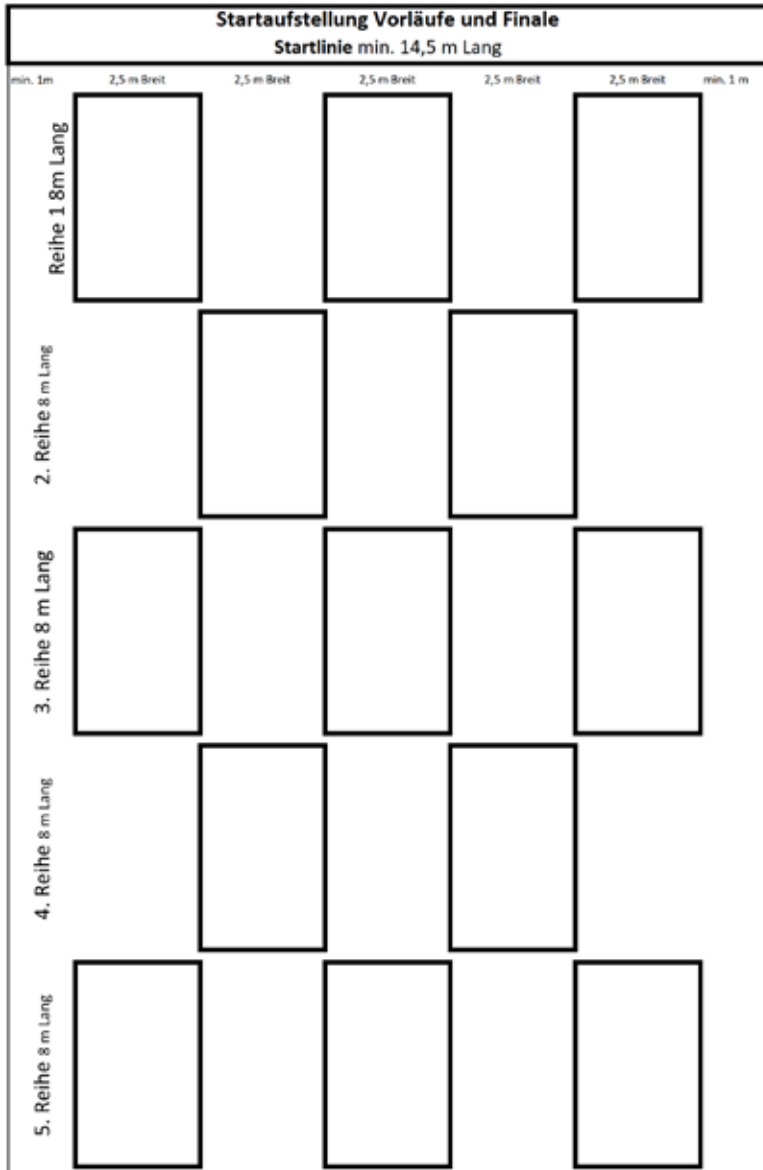 Startaufstellung Vorläufe und Finale
Startlinie min. 14,5 m Lang
min. 1m 2,5 m Breit 2,5 m Breit 2,5 m Breit 2,5 m Breit 2,5 m Breit min. 1 m
Reihe 1 8m Lang
2. Reihe 8 m Lang
3. Reihe 8 m Lang
4. Reihe 8 m Lang
5. Reihe 8 m Lang